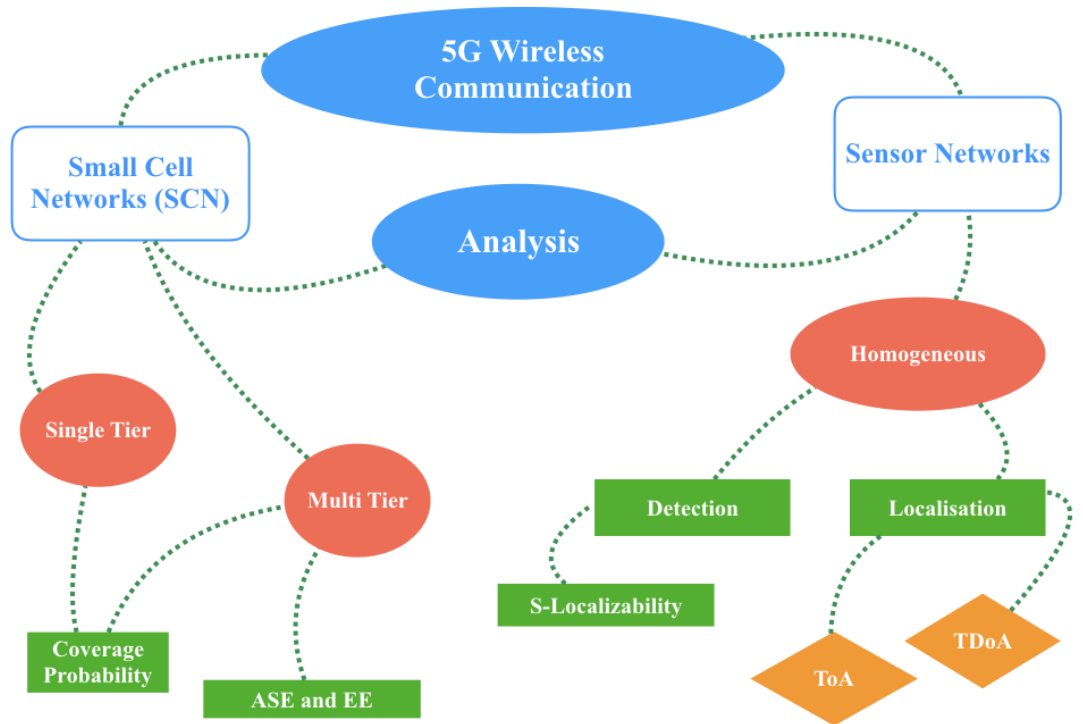 5G Wireless
Communication
Small Cell
Networks (SCN)
Sensor Networks
Analysis
Homogeneous
Single Tier
Multi Tier
Detection
Localisation
S-Localizability
Coverage
Probability
TDoA
ToA
ASE and EE